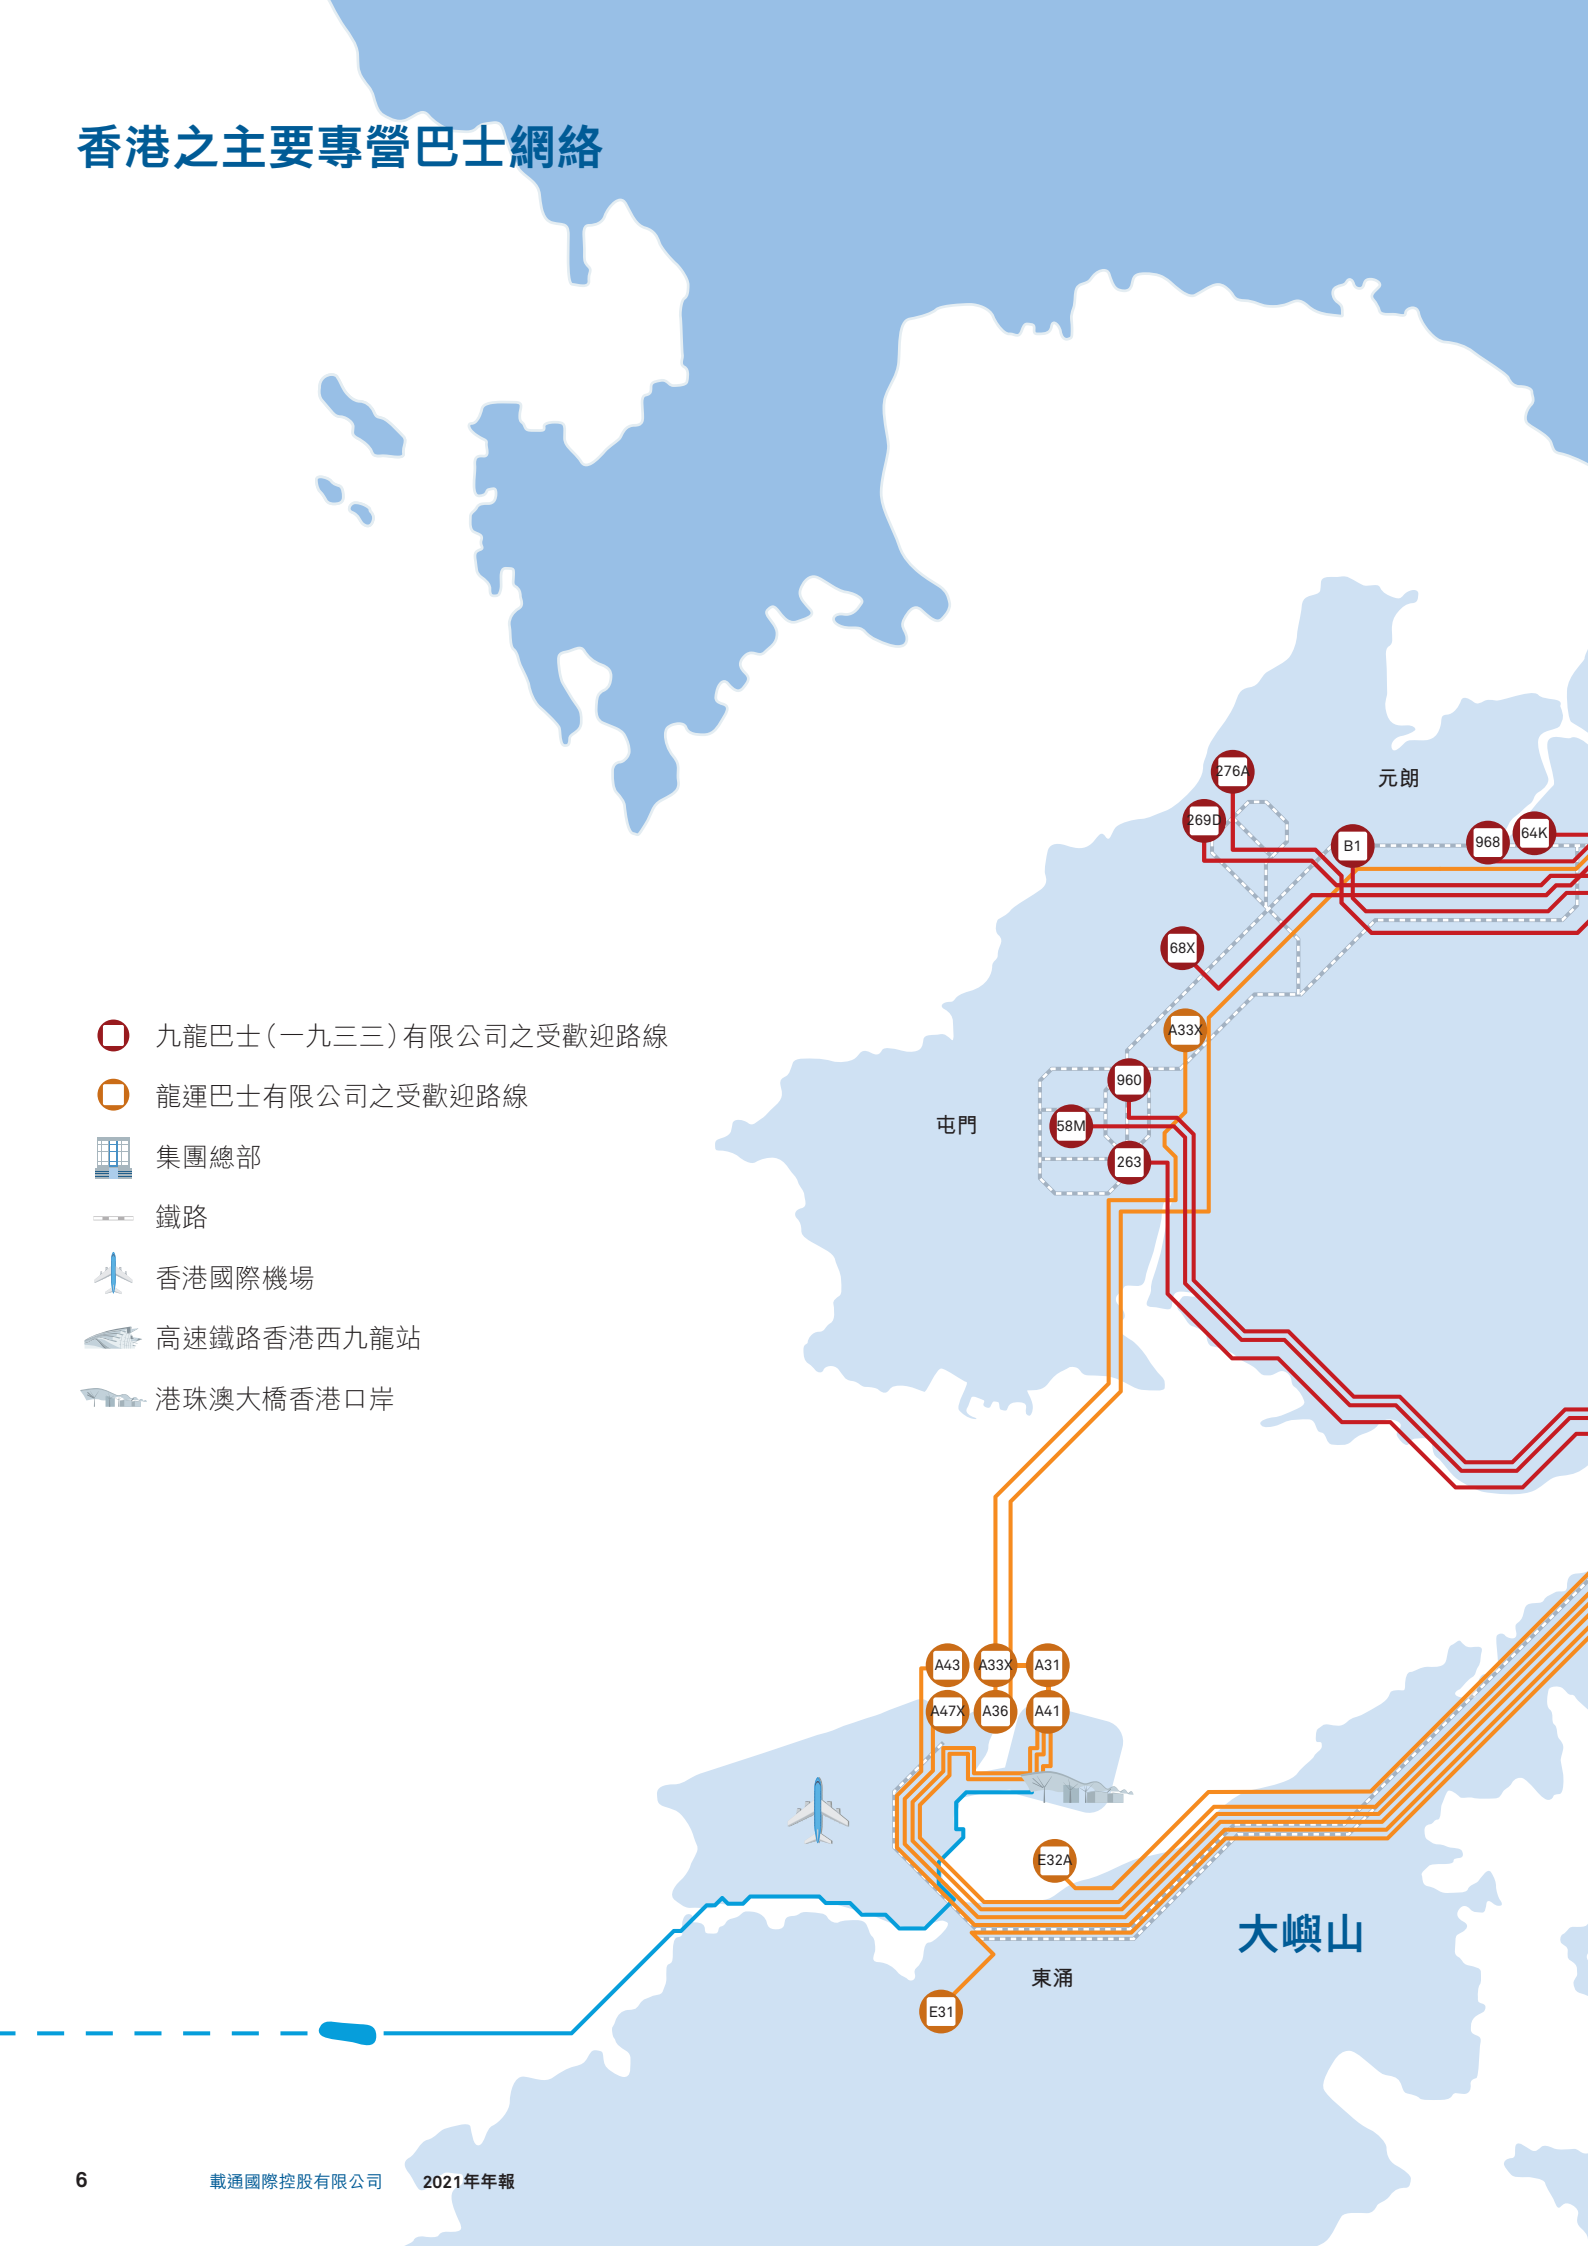 香港之主要專營巴士網絡
276A
元朗
269D
64K
968
B1
68X
九龍巴士(一九三三)有限公司之受歡迎路線
A33X
960
龍運巴士有限公司之受歡迎路線
屯門
58M
集團總部
263
鐵路
香港國際機場
高速鐵路香港西九龍站
港珠澳大橋香港口岸
A43 A33X A31
A47X A36 A41
E32A
大嶼山
東涌
E31
6 載通國際控股有限公司 2021年年報